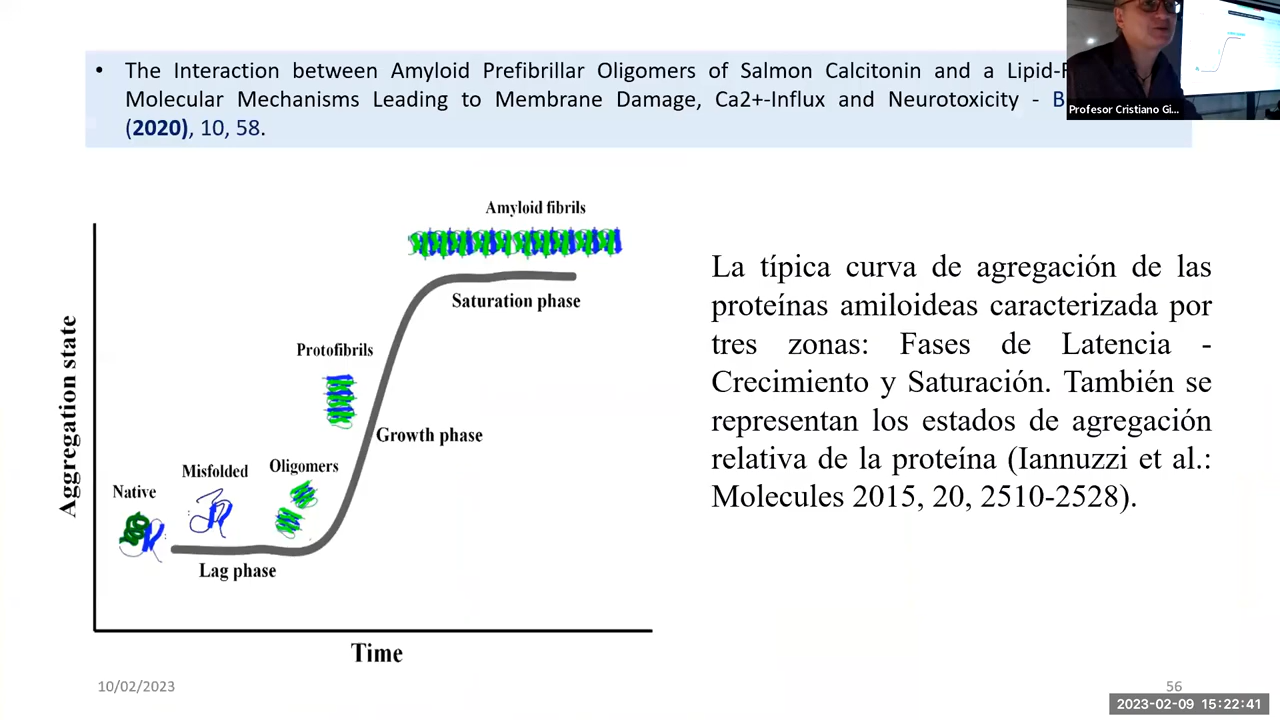 • The Interaction between Amyloid Prefibrillar Oligomers of Salmon Calcitonin and a
Molecular Mechanisms Leading to Membrane Damage, Ca2+-Influx and Neurotoxicity -
(2020), 10, 58.
Profesor Cristiano Gi...
Amyloid fibrils
Saturation phase
Protofibrils
Growth phase
Oligomers
Misfolded
Native
Lag phase
Aggregation state
Time
La típica curva de agregación de las
proteínas amiloideas caracterizada por
tres zonas: Fases de Latencia -
Crecimiento y Saturación. También se
representan los estados de agregación
relativa de la proteína (Iannuzzi et al.:
Molecules 2015, 20, 2510-2528).
10/02/2023
56
2023-02-09 15:22:41